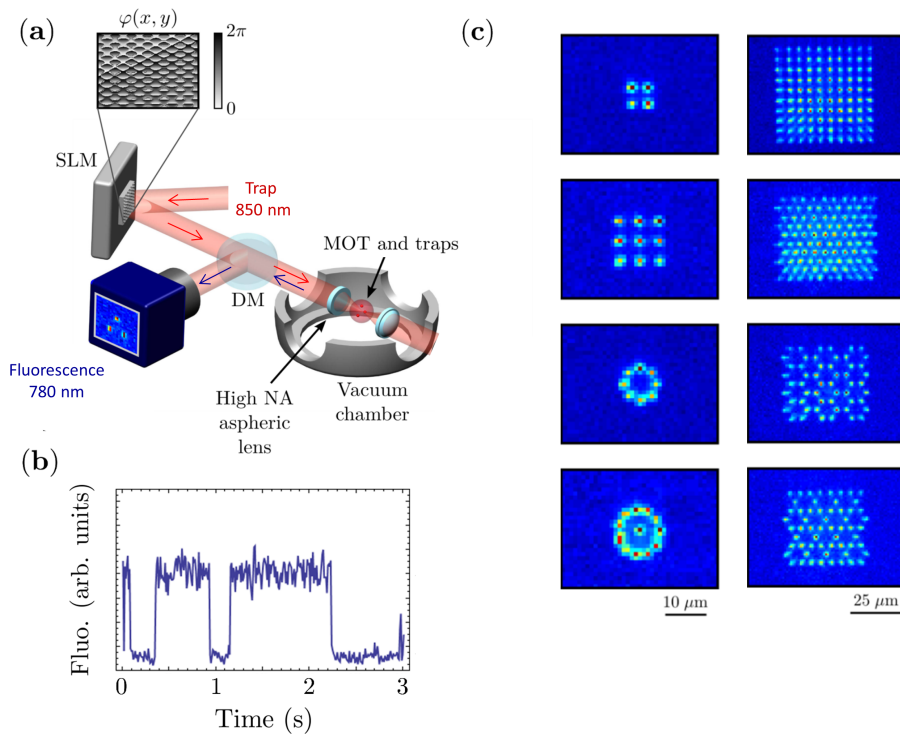 (a)
φ(x, y)
2π
0
SLM
Trap
850 nm
MOT and traps
DM
Fluorescence
780 nm
High NA
aspheric
lens
Vacuum
chamber
(b)
Fluo. (arb. units)
0
1
2
3
Time (s)
(c)
10 μm
25 μm